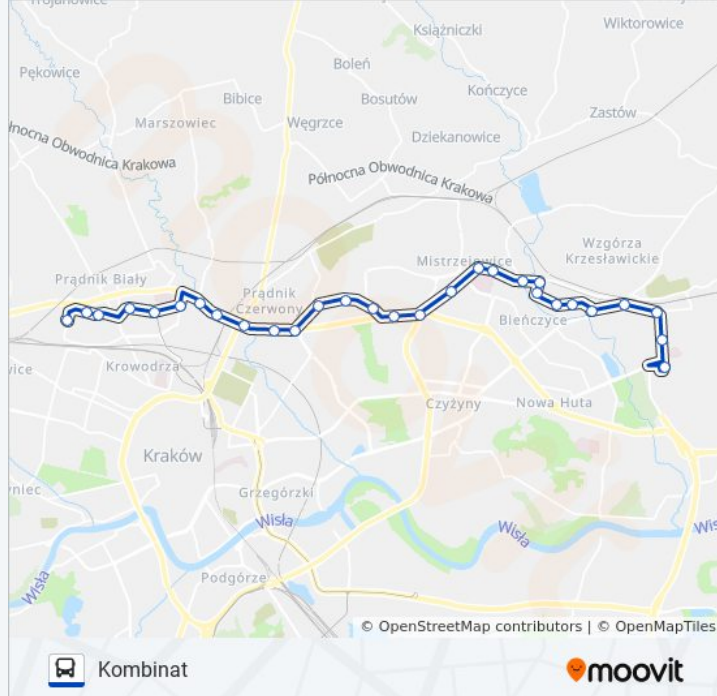 Trojanowice
Książniczki
Wiktorowice
Boleń
Pękowice
Kończyce
Bibice
Bosutów
Zastów
Marszowiec
Węgrzce
Dziekanowice
Północna Obwodnica Krakowa
Północna Obwodnica Krakowa
Wzgórza
Krzesławickie
Mistrzejowice
Prądnik Biały
Prądnik
Czerwony
Bieńczyce
Krowodrza
Czyżyny
Nowa Huta
Kraków
Grzegórzki
Wisła
Wisła
Wisła
Podgórze
Wisła
© OpenStreetMap contributors | © OpenMapTiles
Kombinat
moovit